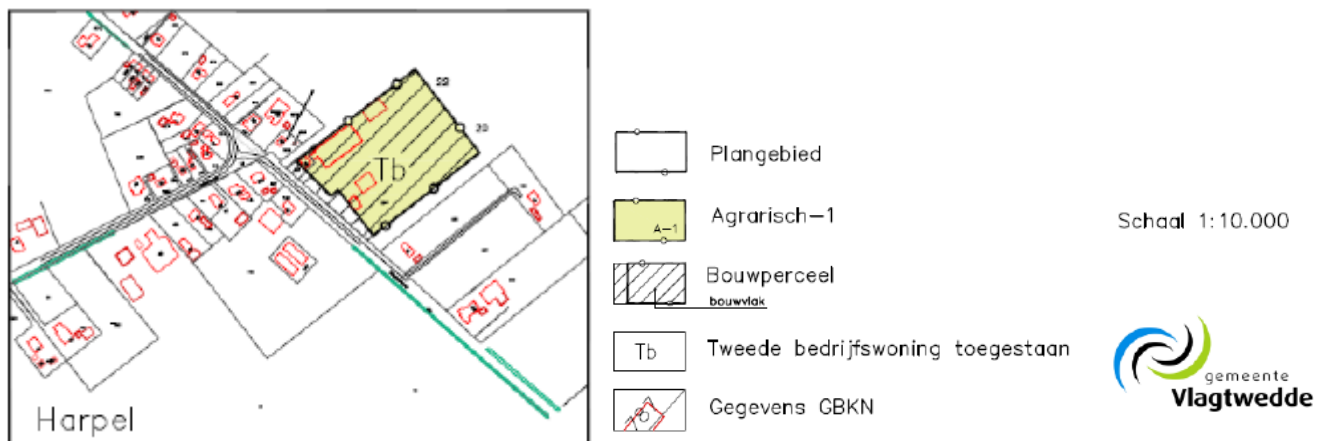 Tb
Harpel
Plangebied
A-1
Agrarisch-1
Bouwperceel
bouwvlak
Tb
Tweede bedrijfswoning toegestaan
Gegevens GBKN
Schaal 1:10.000
gemeente
Vlagtwedde